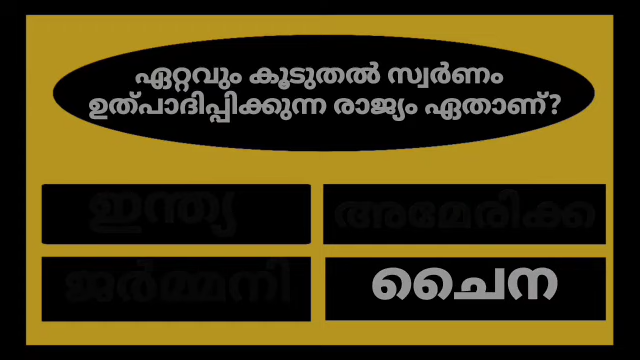 ഏറ്റവും കൂടുതൽ സ്വർണം
ഉത്പാദിപ്പിക്കുന്ന രാജ്യം ഏതാണ്?
ഇന്ത്യ
അമേരിക്ക
ജർമ്മനി
ചൈന